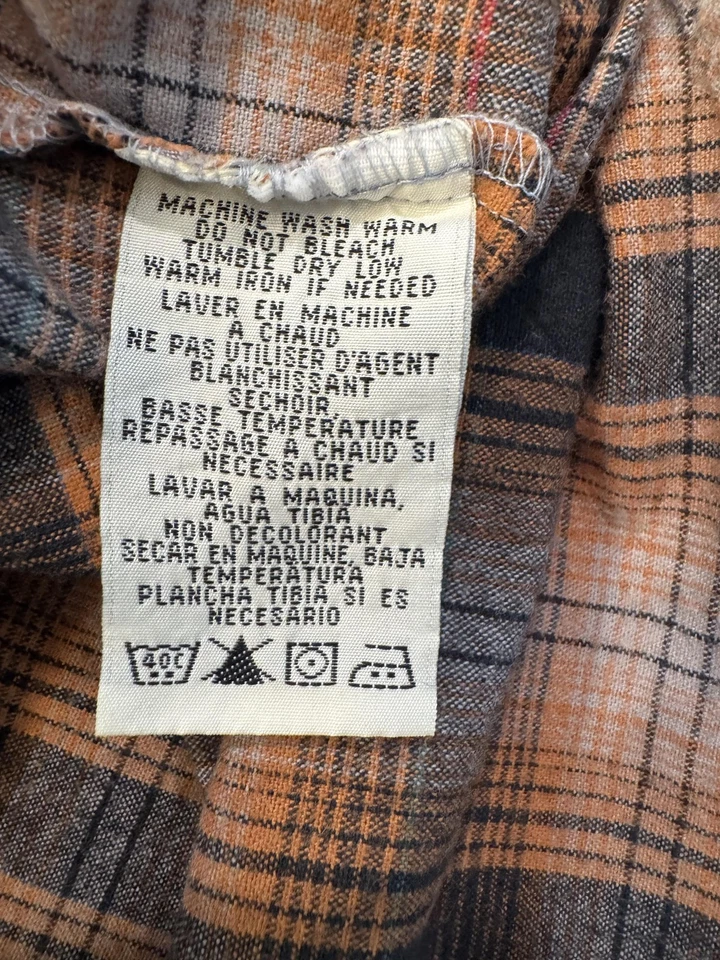 MACHINE WASH WARM
DO NOT BLEACH
TUMBLE DRY LOW
WARM IRON IF NEEDED
LAVER EN MACHINE
A CHAUD
NE PAS UTILISER D'AGENT
BLANCHISSANT
SECHOIR,
BASSE TEMPERATURE
REPASSAGE A CHAUD SI
NECESSAIRE
LAVAR A MAQUINA,
AGUA TIBIA
NON DECOLORANT
SECAR EN MAQUINE BAJA
TEMPERATURA
PLANCHA TIBIA SI ES
NECESARIO
40C